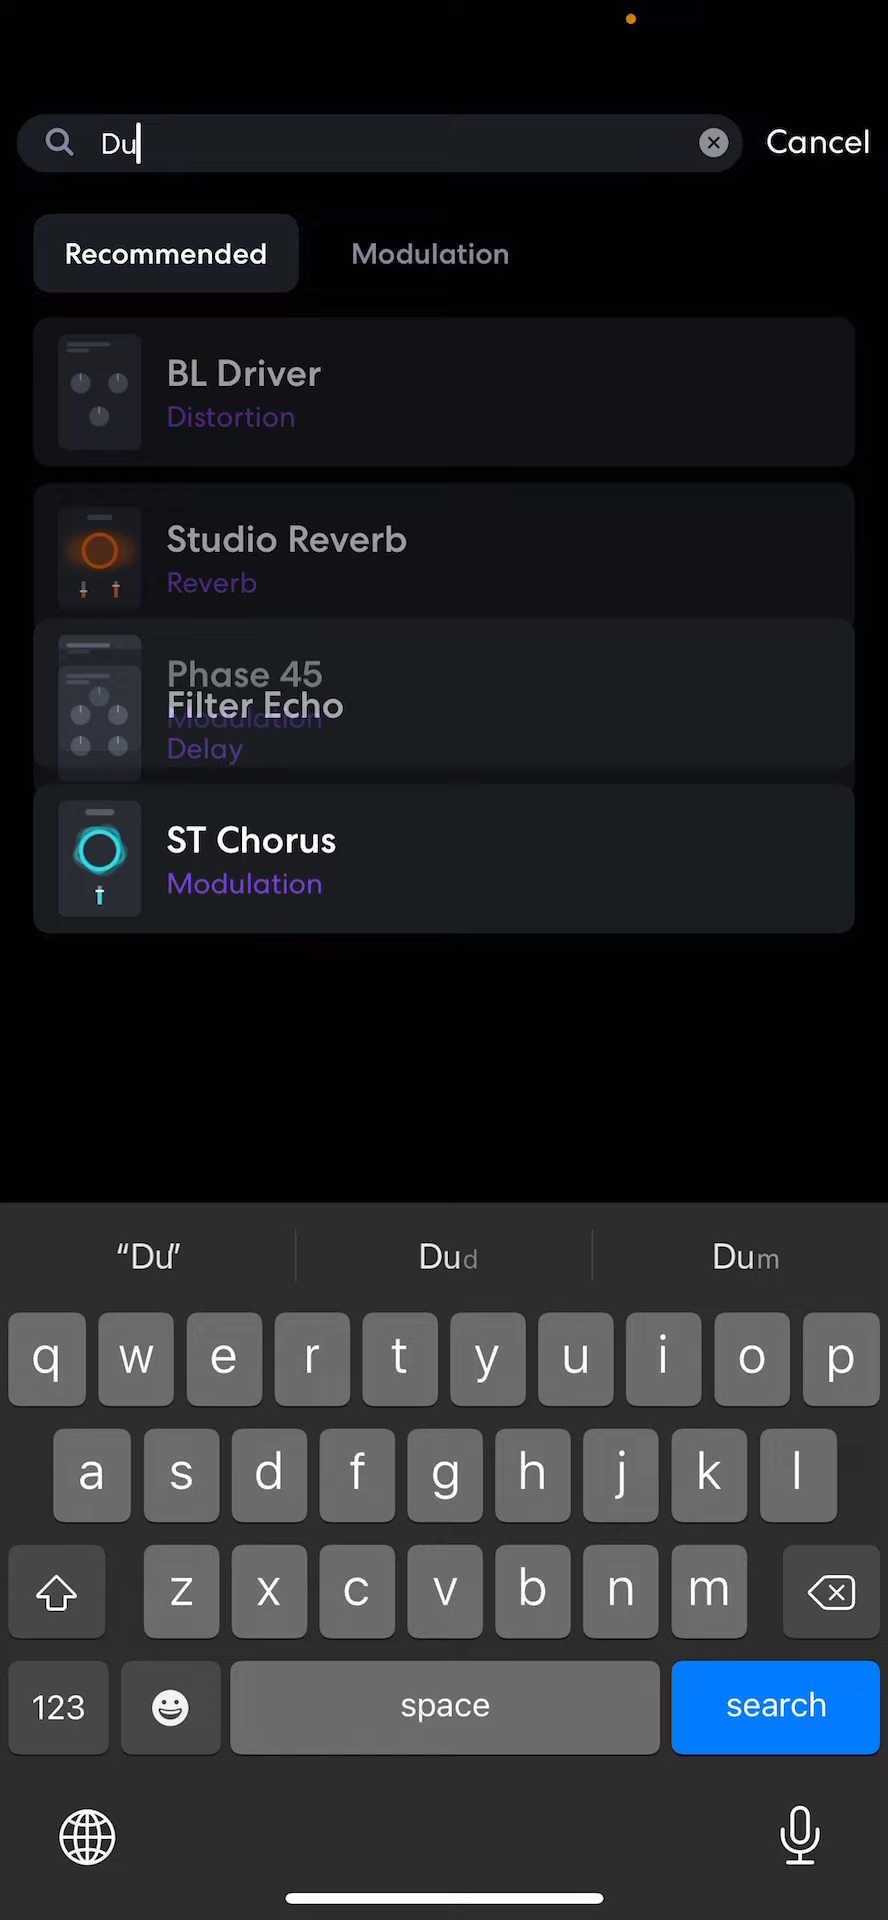 Du
Cancel
Recommended
Modulation
BL Driver
Distortion
Studio Reverb
Reverb
Phase 45
Modulation
Filter Echo
Delay
ST Chorus
Modulation
“Du”
Dud
Dum
q w e r t y u i o p
a s d f g h j k l
z x c v b n m
123
space
search